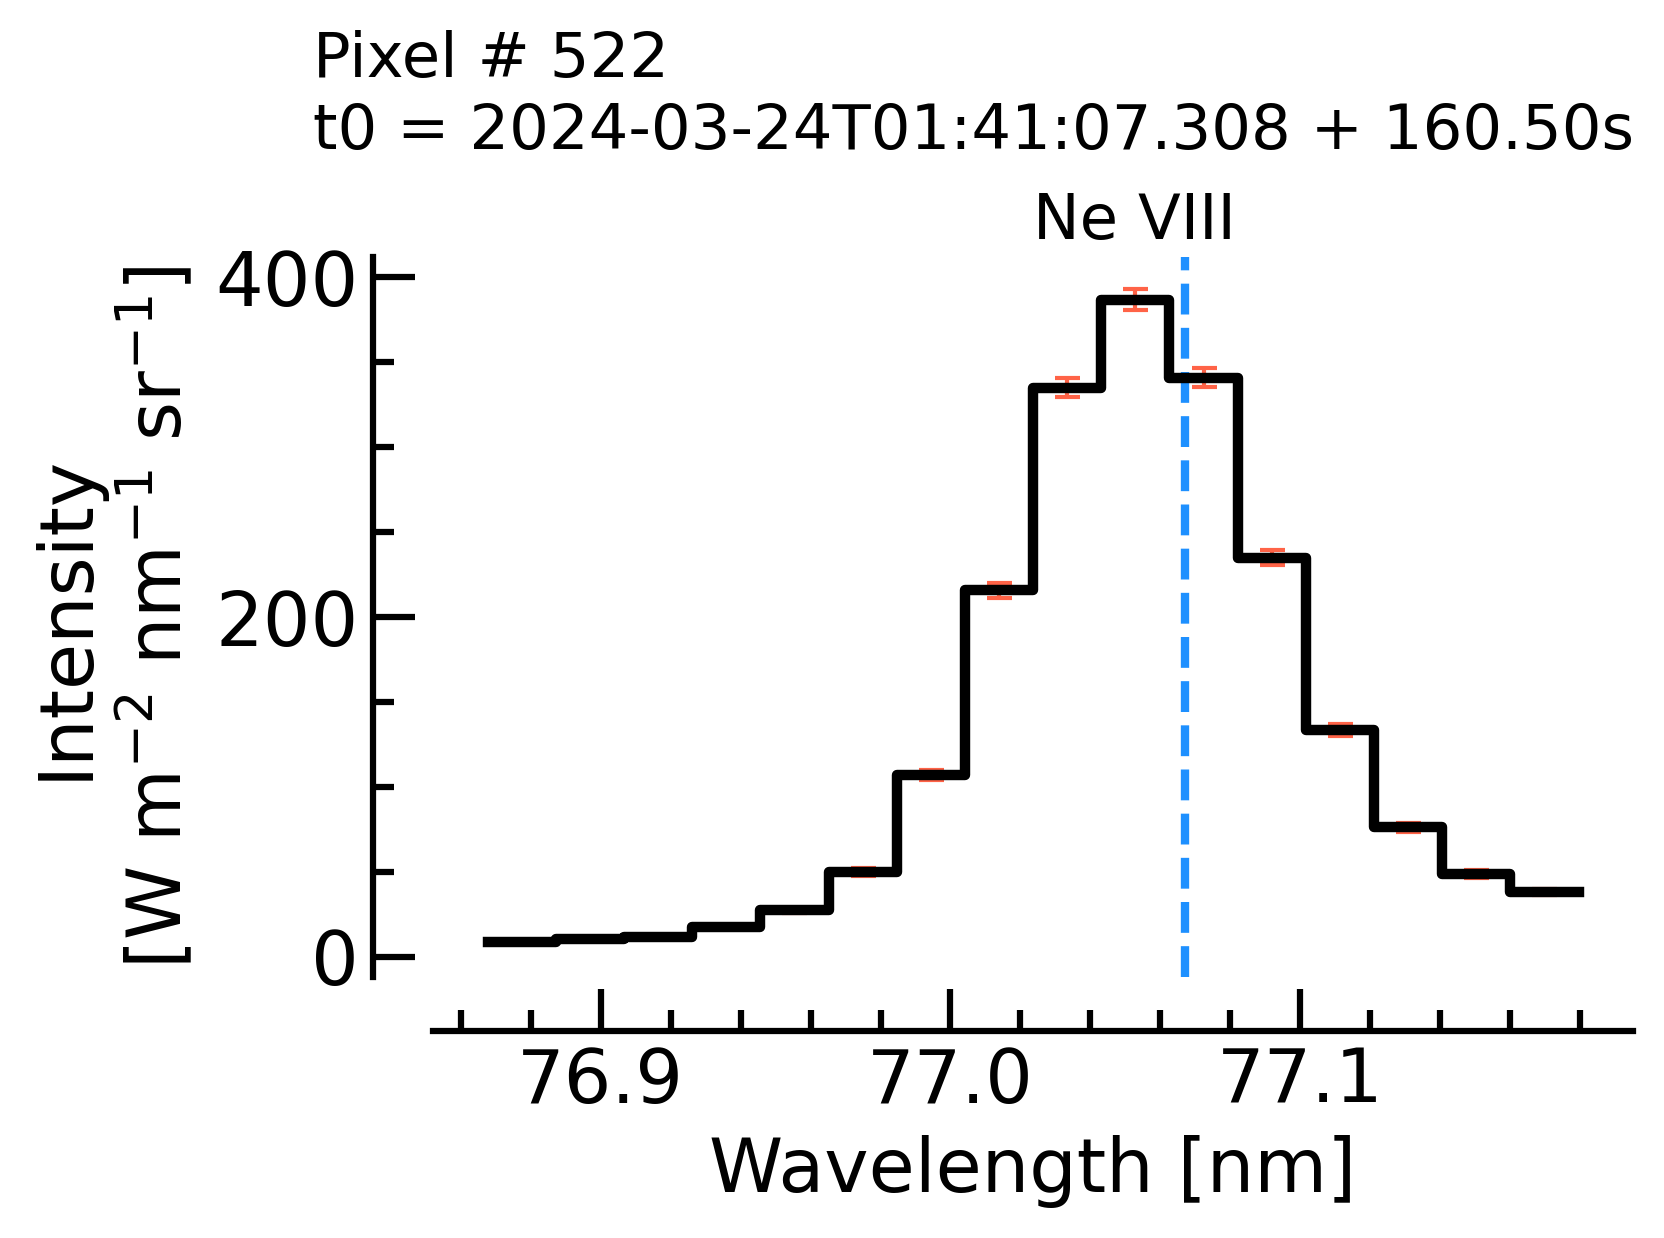 Pixel # 522
t0 = 2024-03-24T01:41:07.308 + 160.50s
Ne VIII
Intensity
[W m⁻² nm⁻¹ sr⁻¹]
400
200
0
76.9 77.0 77.1
Wavelength [nm]